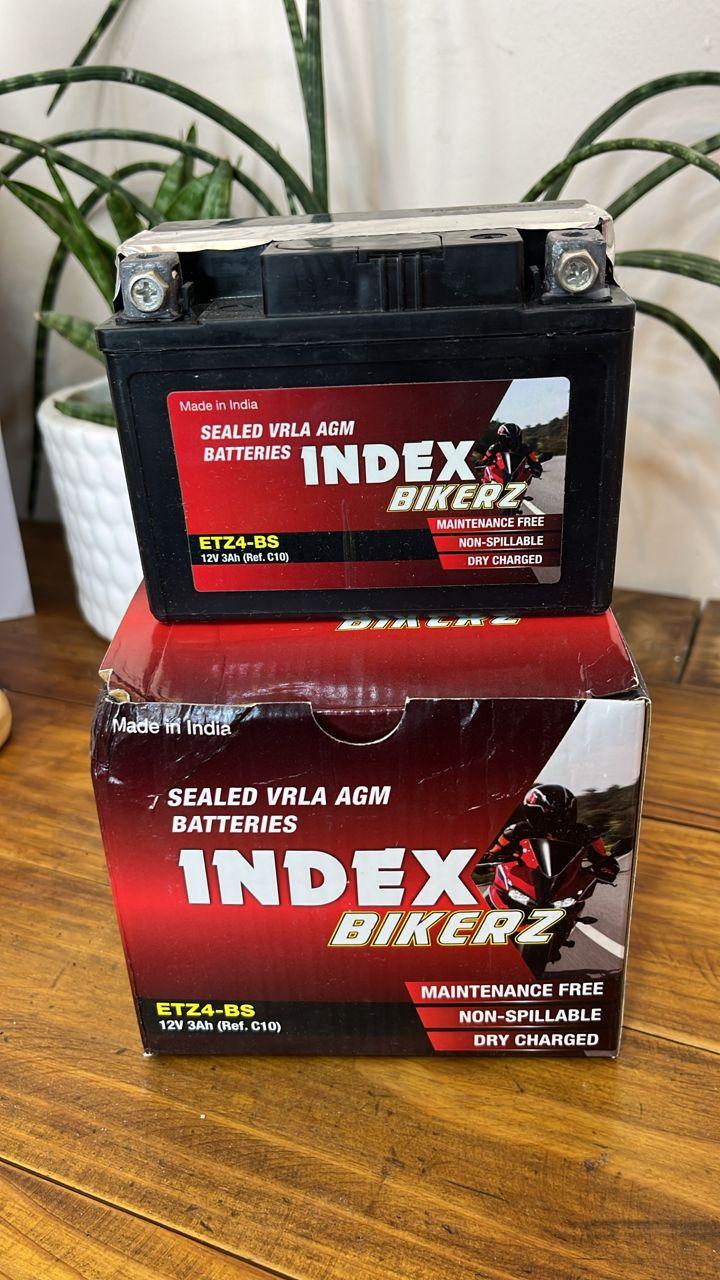 Made in India
SEALED VRLA AGM
BATTERIES
INDEX
BIKERZ
MAINTENANCE FREE
ETZ4-BS
NON-SPILLABLE
12V 3Ah (Ref. C10)
DRY CHARGED
BIKERZ
Made in India
SEALED VRLA AGM
BATTERIES
INDEX
BIKERZ
MAINTENANCE FREE
ETZ4-BS
NON-SPILLABLE
12V 3Ah (Ref. C10)
DRY CHARGED